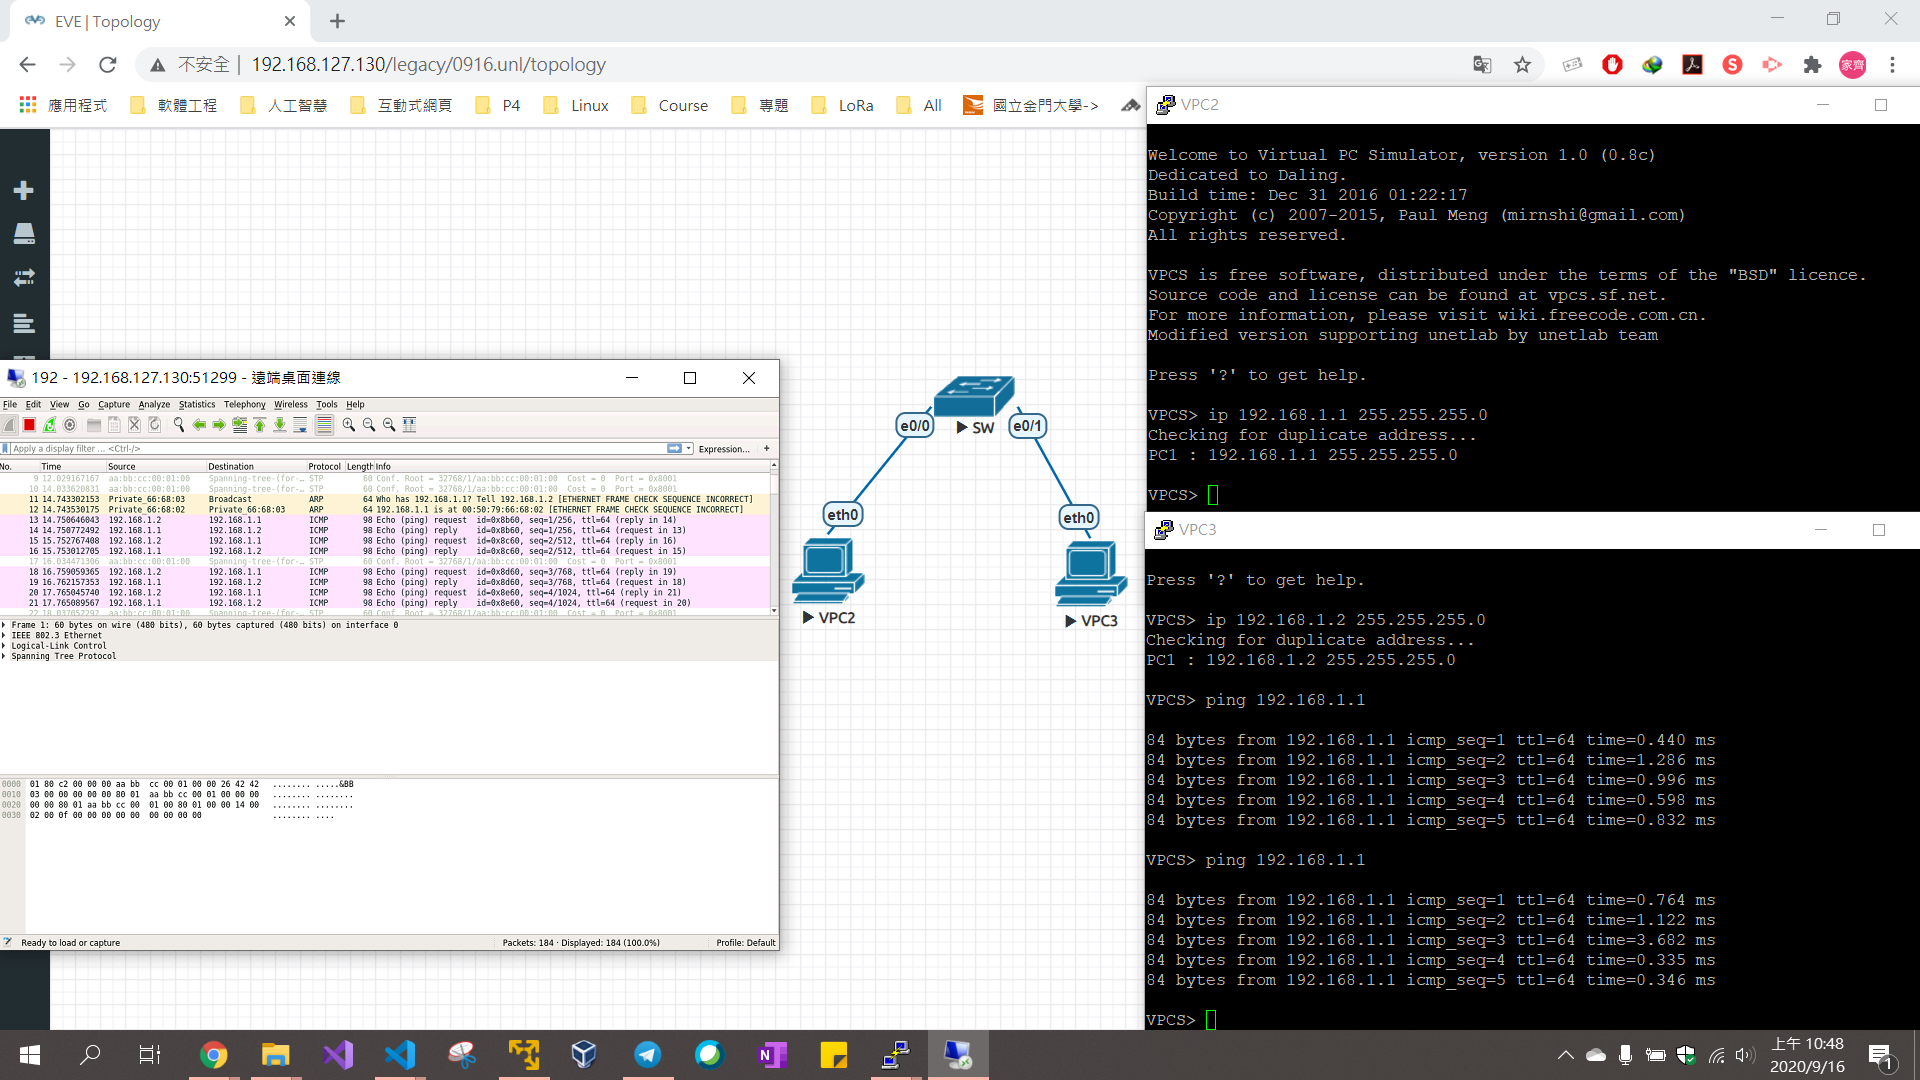 EVE | Topology
不安全 | 192.168.127.130/legacy/0916.unl/topology
家齊
應用程式 軟體工程 人工智慧 互動式網頁 P4 Linux Course 專題 LoRa All 國立金門大學->
VPC2
Welcome to Virtual PC Simulator, version 1.0 (0.8c)
Dedicated to Daling.
Build time: Dec 31 2016 01:22:17
Copyright (c) 2007-2015, Paul Meng (mirnshi@gmail.com)
All rights reserved.
VPCS is free software, distributed under the terms of the "BSD" licence.
Source code and license can be found at vpcs.sf.net.
For more information, please visit wiki.freecode.com.cn.
Modified version supporting unetlab by unetlab team
Press '?' to get help.
VPCS> ip 192.168.1.1 255.255.255.0
Checking for duplicate address...
PC1 : 192.168.1.1 255.255.255.0
VPCS>
VPC3
Press '?' to get help.
VPCS> ip 192.168.1.2 255.255.255.0
Checking for duplicate address...
PC1 : 192.168.1.2 255.255.255.0
VPCS> ping 192.168.1.1
84 bytes from 192.168.1.1 icmp_seq=1 ttl=64 time=0.440 ms
84 bytes from 192.168.1.1 icmp_seq=2 ttl=64 time=1.286 ms
84 bytes from 192.168.1.1 icmp_seq=3 ttl=64 time=0.996 ms
84 bytes from 192.168.1.1 icmp_seq=4 ttl=64 time=0.598 ms
84 bytes from 192.168.1.1 icmp_seq=5 ttl=64 time=0.832 ms
VPCS> ping 192.168.1.1
84 bytes from 192.168.1.1 icmp_seq=1 ttl=64 time=0.764 ms
84 bytes from 192.168.1.1 icmp_seq=2 ttl=64 time=1.122 ms
84 bytes from 192.168.1.1 icmp_seq=3 ttl=64 time=3.682 ms
84 bytes from 192.168.1.1 icmp_seq=4 ttl=64 time=0.335 ms
84 bytes from 192.168.1.1 icmp_seq=5 ttl=64 time=0.346 ms
VPCS>
e0/0 SW e0/1
eth0 eth0
VPC2 VPC3
192 - 192.168.127.130:51299 - 遠端桌面連線
File Edit View Go Capture Analyze Statistics Telephony Wireless Tools Help
Apply a display filter ... <Ctrl-/> Expression... +
No. Time Source Destination Protocol Length Info
9 12.029167167 aa:bb:cc:00:01:00 Spanning-tree-(for-… STP 60 Conf. Root = 32768/1/aa:bb:cc:00:01:00 Cost = 0 Port = 0x8001
10 14.033620831 aa:bb:cc:00:01:00 Spanning-tree-(for-… STP 60 Conf. Root = 32768/1/aa:bb:cc:00:01:00 Cost = 0 Port = 0x8001
11 14.743302153 Private_66:68:03 Broadcast ARP 64 Who has 192.168.1.1? Tell 192.168.1.2 [ETHERNET FRAME CHECK SEQUENCE INCORRECT]
12 14.743530175 Private_66:68:02 Private_66:68:03 ARP 64 192.168.1.1 is at 00:50:79:66:68:02 [ETHERNET FRAME CHECK SEQUENCE INCORRECT]
13 14.750646043 192.168.1.2 192.168.1.1 ICMP 98 Echo (ping) request id=0x8b60, seq=1/256, ttl=64 (reply in 14)
14 14.750772492 192.168.1.1 192.168.1.2 ICMP 98 Echo (ping) reply id=0x8b60, seq=1/256, ttl=64 (request in 13)
15 15.752767408 192.168.1.2 192.168.1.1 ICMP 98 Echo (ping) request id=0x8c60, seq=2/512, ttl=64 (reply in 16)
16 15.753012705 192.168.1.1 192.168.1.2 ICMP 98 Echo (ping) reply id=0x8c60, seq=2/512, ttl=64 (request in 15)
17 16.034471306 aa:bb:cc:00:01:00 Spanning-tree-(for-… STP 60 Conf. Root = 32768/1/aa:bb:cc:00:01:00 Cost = 0 Port = 0x8001
18 16.759059365 192.168.1.2 192.168.1.1 ICMP 98 Echo (ping) request id=0x8d60, seq=3/768, ttl=64 (reply in 19)
19 16.762157353 192.168.1.1 192.168.1.2 ICMP 98 Echo (ping) reply id=0x8d60, seq=3/768, ttl=64 (request in 18)
20 17.765045740 192.168.1.2 192.168.1.1 ICMP 98 Echo (ping) request id=0x8e60, seq=4/1024, ttl=64 (reply in 21)
21 17.765089567 192.168.1.1 192.168.1.2 ICMP 98 Echo (ping) reply id=0x8e60, seq=4/1024, ttl=64 (request in 20)
22 18.037052292 aa:bb:cc:00:01:00 Spanning-tree-(for-… STP 60 Conf. Root = 32768/1/aa:bb:cc:00:01:00 Cost = 0 Port = 0x8001
Frame 1: 60 bytes on wire (480 bits), 60 bytes captured (480 bits) on interface 0
IEEE 802.3 Ethernet
Logical-Link Control
Spanning Tree Protocol
0000 01 80 c2 00 00 00 aa bb cc 00 01 00 00 26 42 42 ........ .....&BB
0010 03 00 00 00 00 00 80 01 aa bb cc 00 01 00 00 00 ........ ........
0020 00 00 80 01 aa bb cc 00 01 00 80 01 00 00 14 00 ........ ........
0030 02 00 0f 00 00 00 00 00 00 00 00 00 ........ ....
Ready to load or capture Packets: 184 · Displayed: 184 (100.0%) Profile: Default
上午 10:48
2020/9/16
1